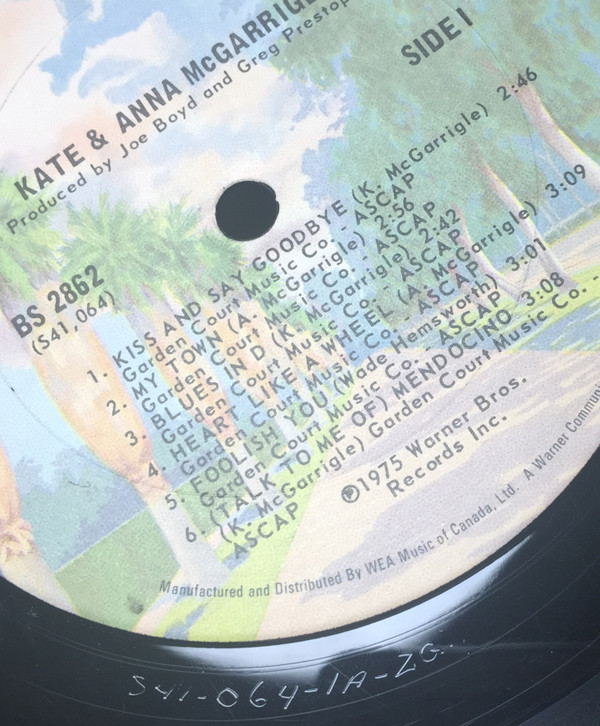 KATE & ANNA McGARRIGLE
Produced by Joe Boyd and Greg Prestop
SIDE I
BS 2862
(S41,064)
1. KISS AND SAY GOODBYE (K. McGarrigle) 2:46
Garden Court Music Co. - ASCAP
2. MY TOWN (A. McGarrigle) 2:56
Garden Court Music Co. - ASCAP
3. BLUES IN D (K. McGarrigle) 2:42
Garden Court Music Co. - ASCAP
4. HEART LIKE A WHEEL (A. McGarrigle) 3:09
Garden Court Music Co. - ASCAP
5. FOOLISH YOU (Wade Hemsworth) 3:01
Garden Court Music Co. - ASCAP
6. (TALK TO ME OF) MENDOCINO 3:08
(K. McGarrigle) Garden Court Music Co. -
ASCAP
℗1975 Warner Bros.
Records Inc.
Manufactured and Distributed By WEA Music of Canada, Ltd. A Warner Communi
S41-064-1A-ZG